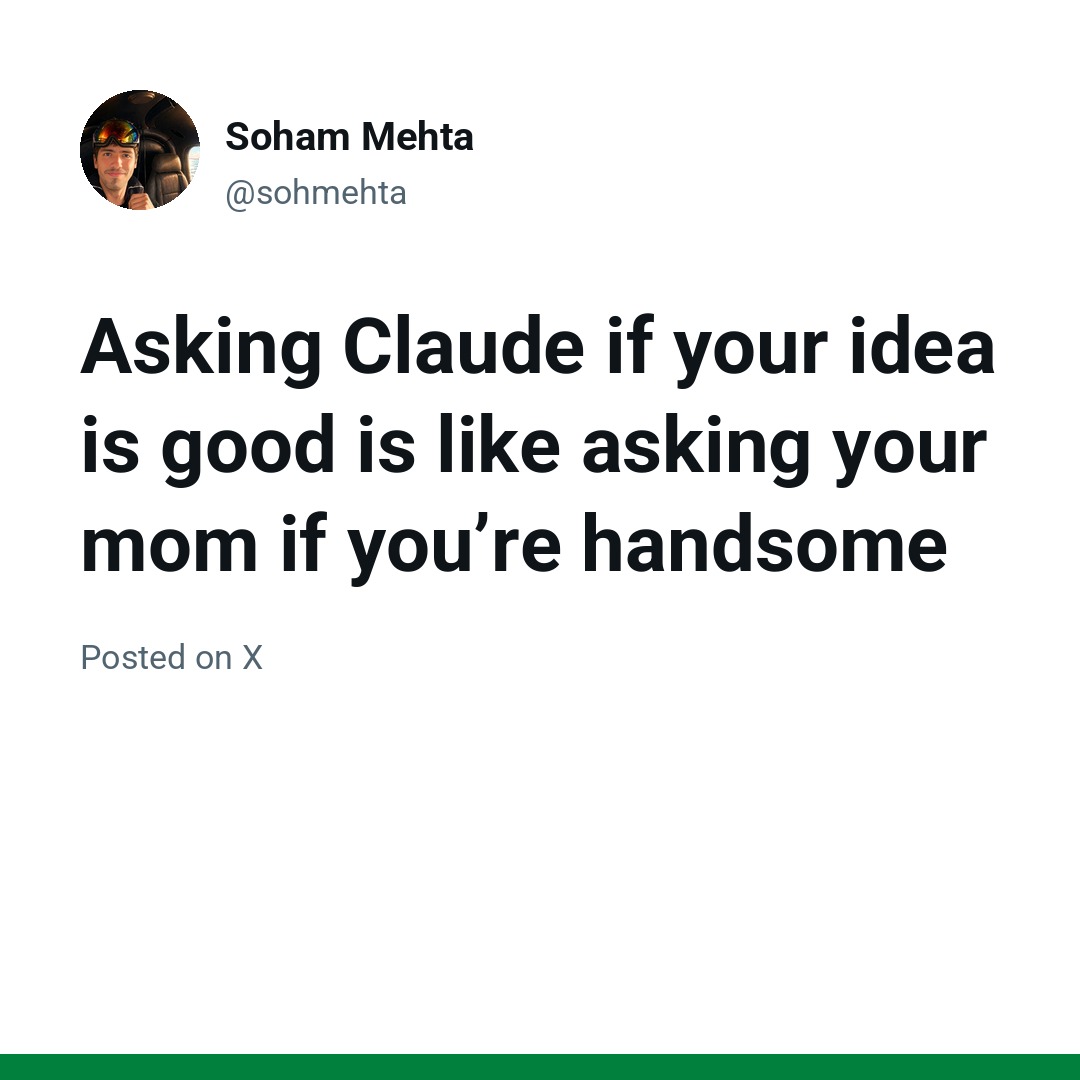 Soham Mehta
@sohmehta
Asking Claude if your idea
is good is like asking your
mom if you’re handsome
Posted on X